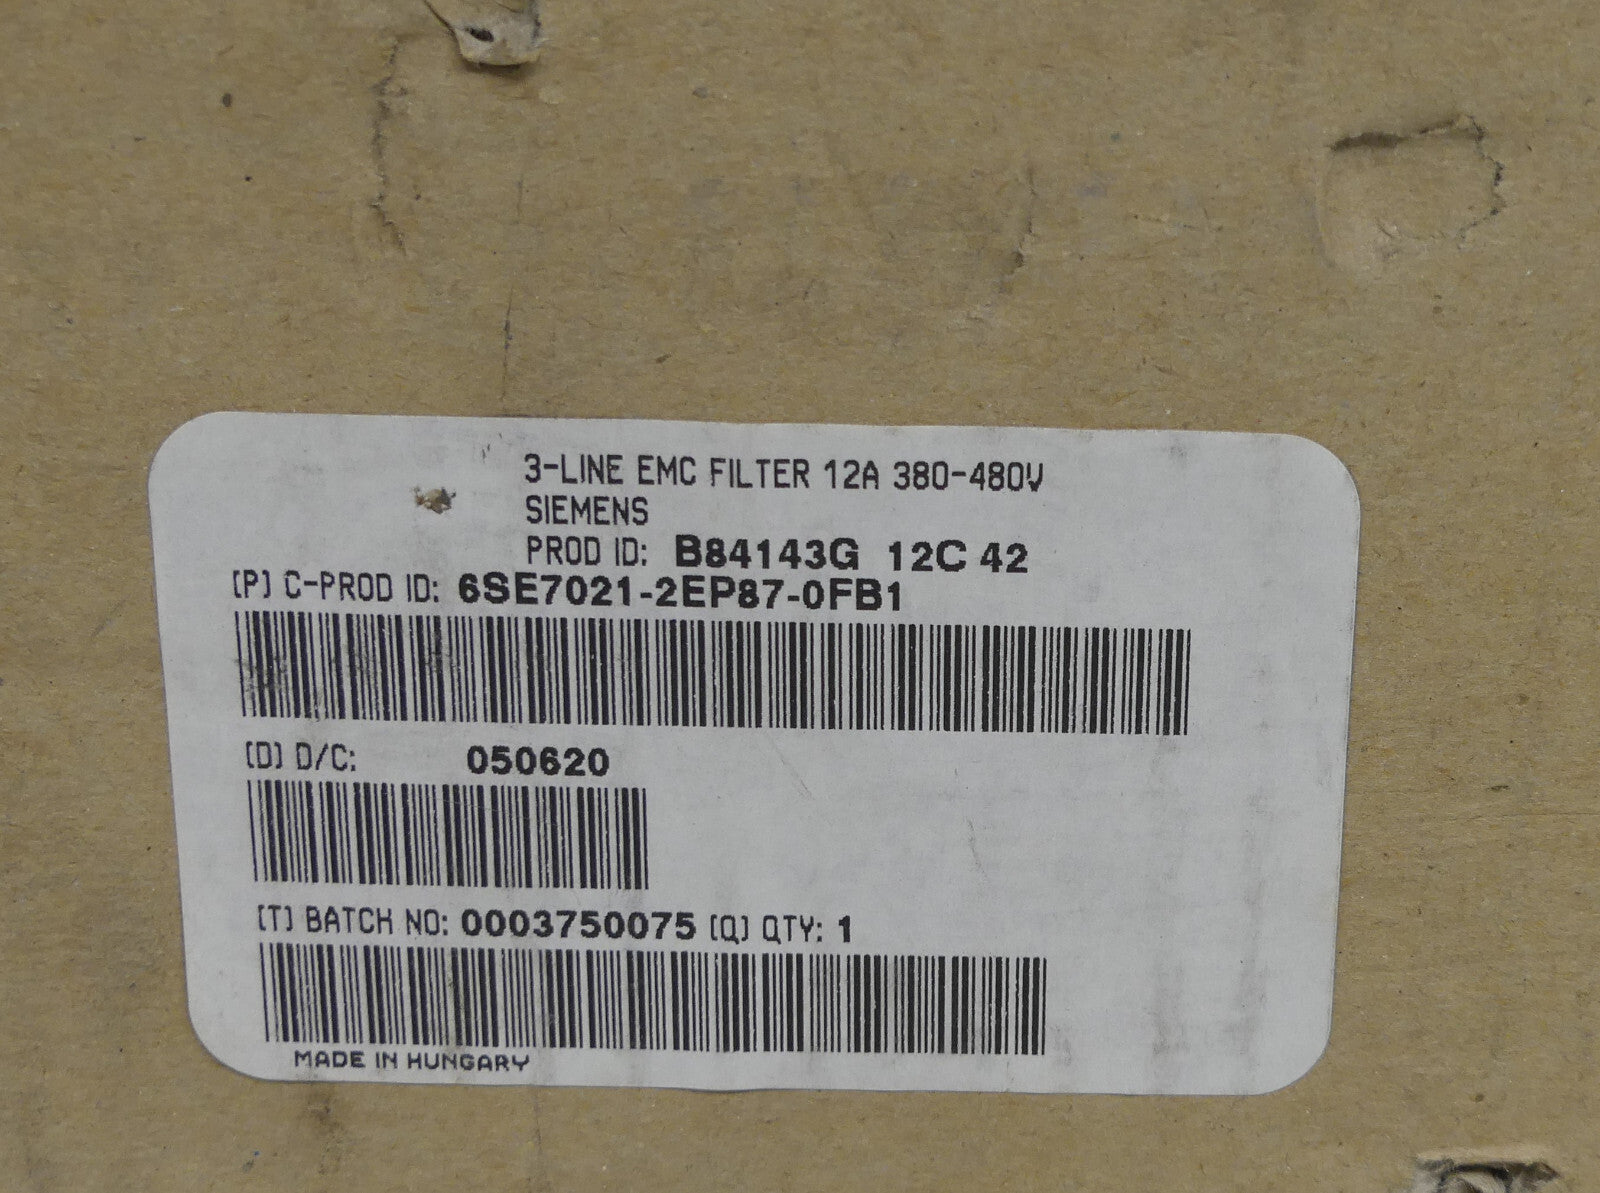 3-LINE EMC FILTER 12A 380-480V
SIEMENS
PROD ID: B84143G 12C 42
(P) C-PROD ID: 6SE7021-2EP87-0FB1
(D) D/C: 050620
(T) BATCH NO: 0003750075 (Q) QTY: 1
MADE IN HUNGARY